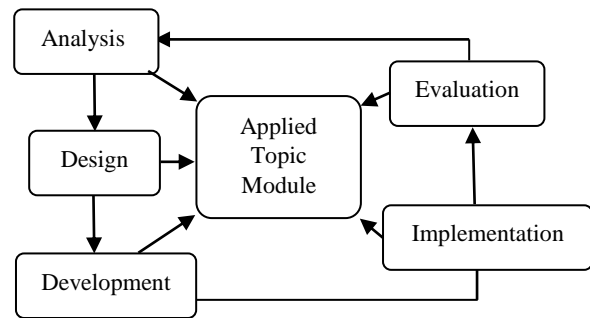 Analysis
Evaluation
Applied
Topic
Module
Design
Implementation
Development